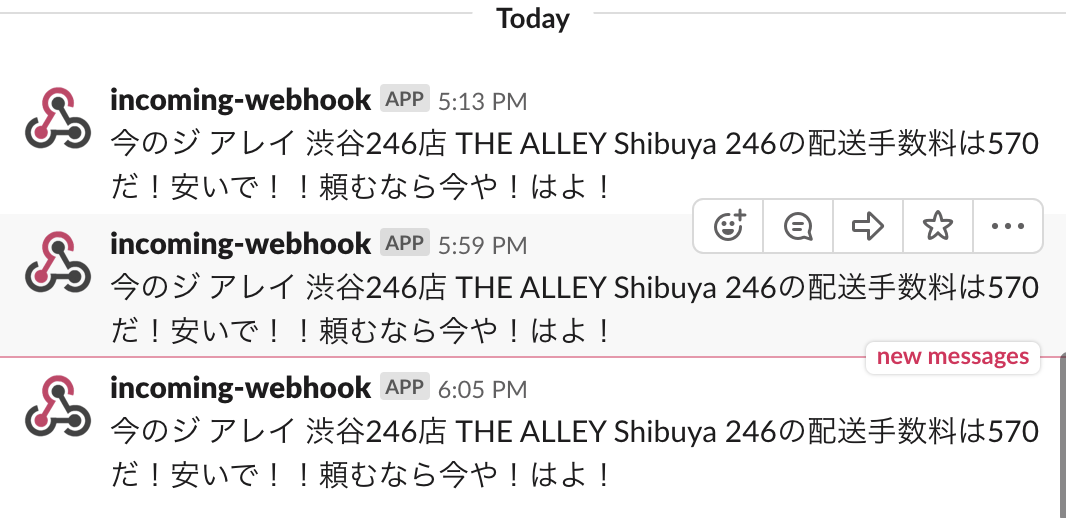 Today
incoming-webhook APP 5:13 PM
今のジ アレイ 渋谷246店 THE ALLEY Shibuya 246の配送手数料は570
だ！安いで！！頼むなら今や！はよ！
incoming-webhook APP 5:59 PM
今のジ アレイ 渋谷246店 THE ALLEY Shibuya 246の配送手数料は570
だ！安いで！！頼むなら今や！はよ！
new messages
incoming-webhook APP 6:05 PM
今のジ アレイ 渋谷246店 THE ALLEY Shibuya 246の配送手数料は570
だ！安いで！！頼むなら今や！はよ！